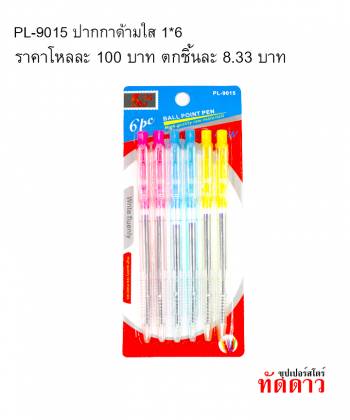 PL-9015 ปากกาด้ามใส 1*6
ราคาโหลละ 100 บาท ตกชิ้นละ 8.33 บาท
PL-9015
6pc
BALL POINT PEN
Write fluenly
ซุปเปอร์สโตร์
ทัดดาว